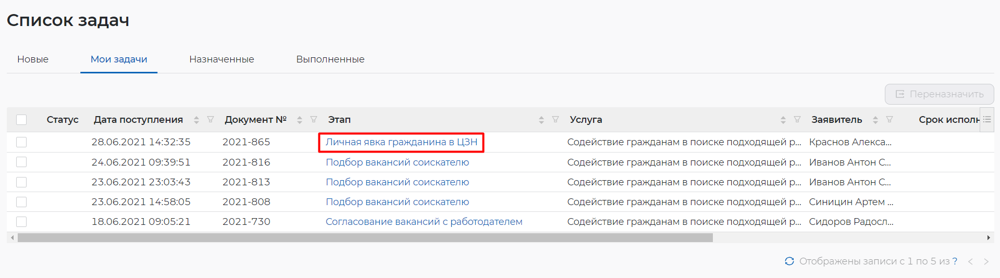 Список задач
Новые Мои задачи Назначенные Выполненные
Переназначить
Статус Дата поступления Документ № Этап Услуга Заявитель Срок исполн
28.06.2021 14:32:35 2021-865 Личная явка гражданина в ЦЗН Содействие гражданам в поиске подходящей р... Краснов Алекса...
24.06.2021 09:39:51 2021-816 Подбор вакансий соискателю Содействие гражданам в поиске подходящей р... Иванов Антон С...
23.06.2021 23:03:43 2021-813 Подбор вакансий соискателю Содействие гражданам в поиске подходящей р... Иванов Антон С...
23.06.2021 14:58:05 2021-808 Подбор вакансий соискателю Содействие гражданам в поиске подходящей р... Синицин Артем ...
18.06.2021 09:05:21 2021-730 Согласование вакансий с работодателем Содействие гражданам в поиске подходящей р... Сидоров Радосл...
Отображены записи с 1 по 5 из ?